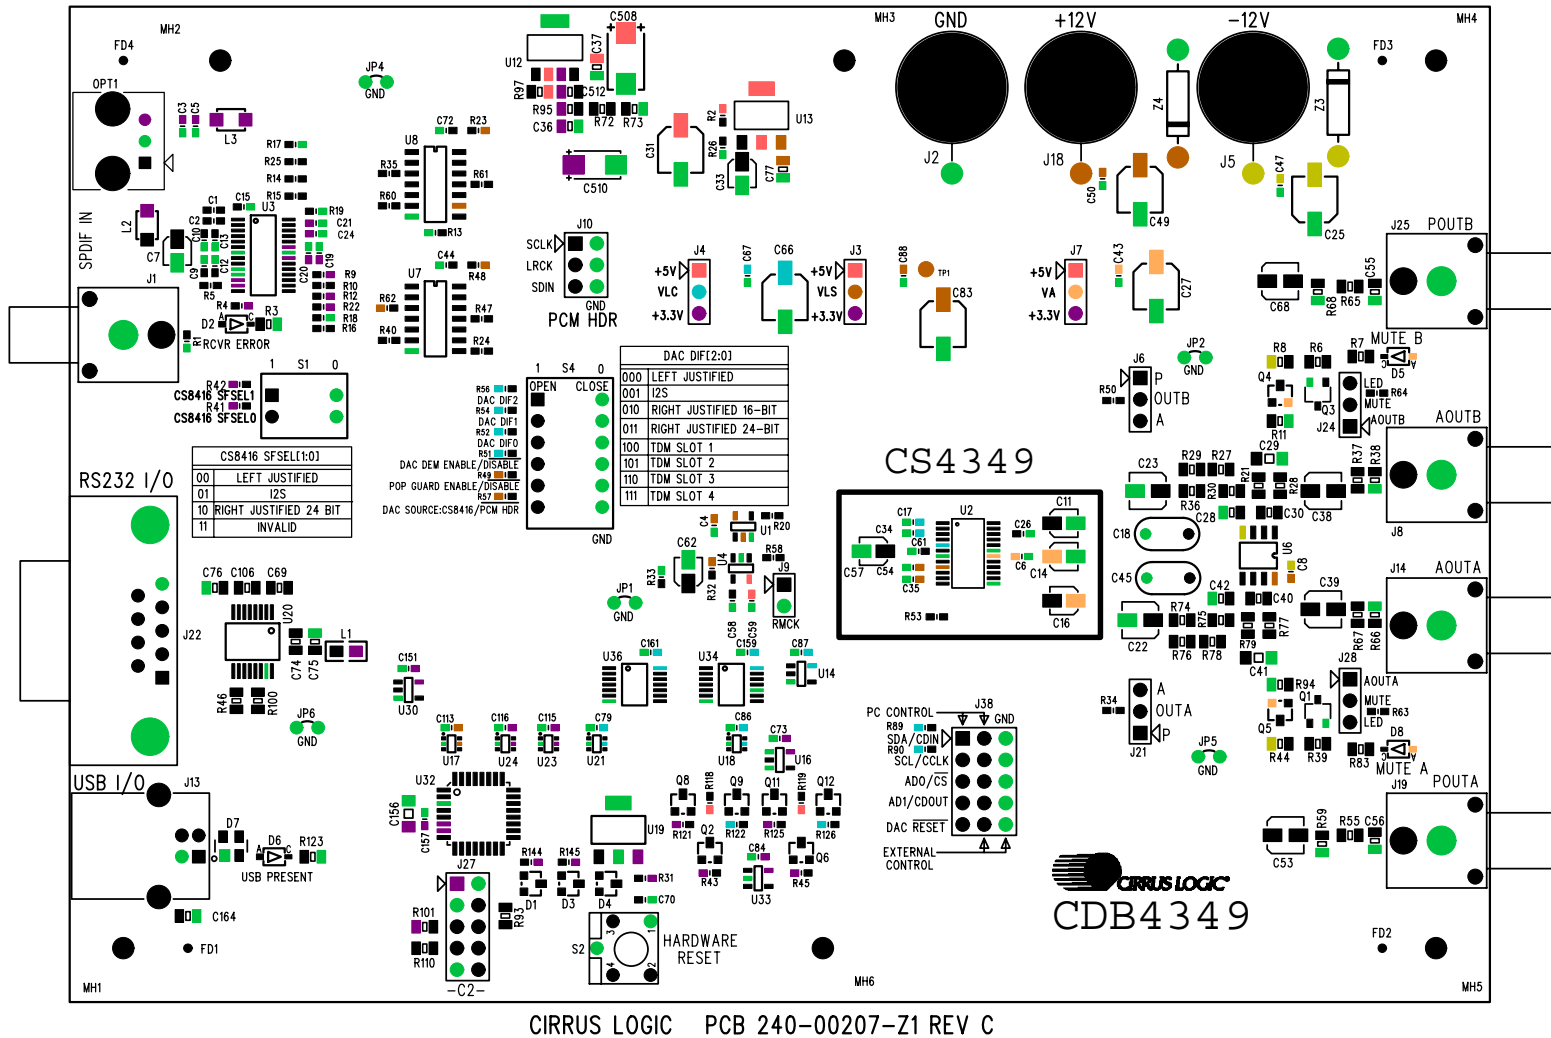 MH2
FD4
OPT1
C3
C5
L3
JP4
GND
R17
R25
R14
R15
C1
C15
U3
C2
R19
C21
C24
L2
C7
C10
C13
C9
C12
R5
C20
C19
R9
R10
R12
R22
R18
R16
SPDIF IN
J1
R4
D2
A
C
R3
R1
RCVR ERROR
C508
C37
U12
R97
C512
R95
C36
R72
R73
C510
C72
R23
U8
R35
R61
R60
R13
C44
U7
R48
R62
R47
R40
R24
R2
U13
C31
R26
C33
C77
MH3
GND
+12V
-12V
MH4
FD3
J2
J18
J5
Z4
Z3
C50
C49
C47
C25
J10
SCLK
LRCK
SDIN
GND
PCM HDR
J4
+5V
VLC
+3.3V
C67
C66
J3
+5V
VLS
+3.3V
C88
TP1
C83
J7
+5V
VA
+3.3V
C43
C27
J25
POUTB
C68
R68
R65
C55
1 S1 0
R42
CS8416 SFSEL1
R41
CS8416 SFSEL0
CS8416 SFSEL[1:0]
00 LEFT JUSTIFIED
01 I2S
10 RIGHT JUSTIFIED 24 BIT
11 INVALID
1 S4 0
OPEN CLOSE
R56
DAC DIF2
R54
DAC DIF1
R52
DAC DIF0
R51
DAC DEM ENABLE/DISABLE
R49
POP GUARD ENABLE/DISABLE
R57
DAC SOURCE:CS8416/PCM HDR
GND
DAC DIF[2:0]
000 LEFT JUSTIFIED
001 I2S
010 RIGHT JUSTIFIED 16-BIT
011 RIGHT JUSTIFIED 24-BIT
100 TDM SLOT 1
101 TDM SLOT 2
110 TDM SLOT 3
111 TDM SLOT 4
JP2
GND
J6
P
OUTB
A
R50
R8
R6
R7
MUTE B
A
C
D5
Q4
Q3
LED
MUTE
AOUTB
R64
R11
J24
AOUTB
CS4349
C23
R29
R27
R30
R36
C28
C29
R21
R28
C30
C38
R37
R38
J8
RS232 I/O
C76
C106
C69
U20
J22
C74
C75
L1
R46
R100
JP6
GND
C4
U1
R20
C62
U4
R58
R33
R32
J9
RMCK
JP1
GND
C58
C59
C57
C34
C54
C17
C61
C35
U2
C26
C6
C11
C14
C16
R53
C18
C45
U6
C8
J14
AOUTA
C39
C42
C40
C22
R74
R75
R76
R78
R79
R77
C41
R67
R66
C151
U30
U36
C161
U34
C159
C87
U14
J28
AOUTA
MUTE
LED
R94
Q1
R63
Q5
R44
R39
R83
D8
A
C
MUTE A
R34
A
OUTA
P
J21
JP5
GND
C113
U17
C116
U24
C115
U23
C79
U21
C86
U18
C73
U16
PC CONTROL
J38
GND
R89
SDA/CDIN
R90
SCL/CCLK
AD0/CS
AD1/CDOUT
DAC RESET
EXTERNAL
CONTROL
USB I/O
J13
D7
D6
A
C
R123
USB PRESENT
C164
C156
C157
U32
U19
Q8
R118
Q9
Q11
R119
Q12
R121
R122
R125
R126
Q2
Q6
R43
C84
U33
R45
J27
R101
R110
R93
-C2-
R144
R145
D1
D3
D4
R31
C70
S2
3
1
4
2
HARDWARE
RESET
J19
POUTA
C53
R59
R55
C56
CIRRUS LOGIC
CDB4349
FD1
FD2
MH1
MH6
MH5
CIRRUS LOGIC PCB 240-00207-Z1 REV C